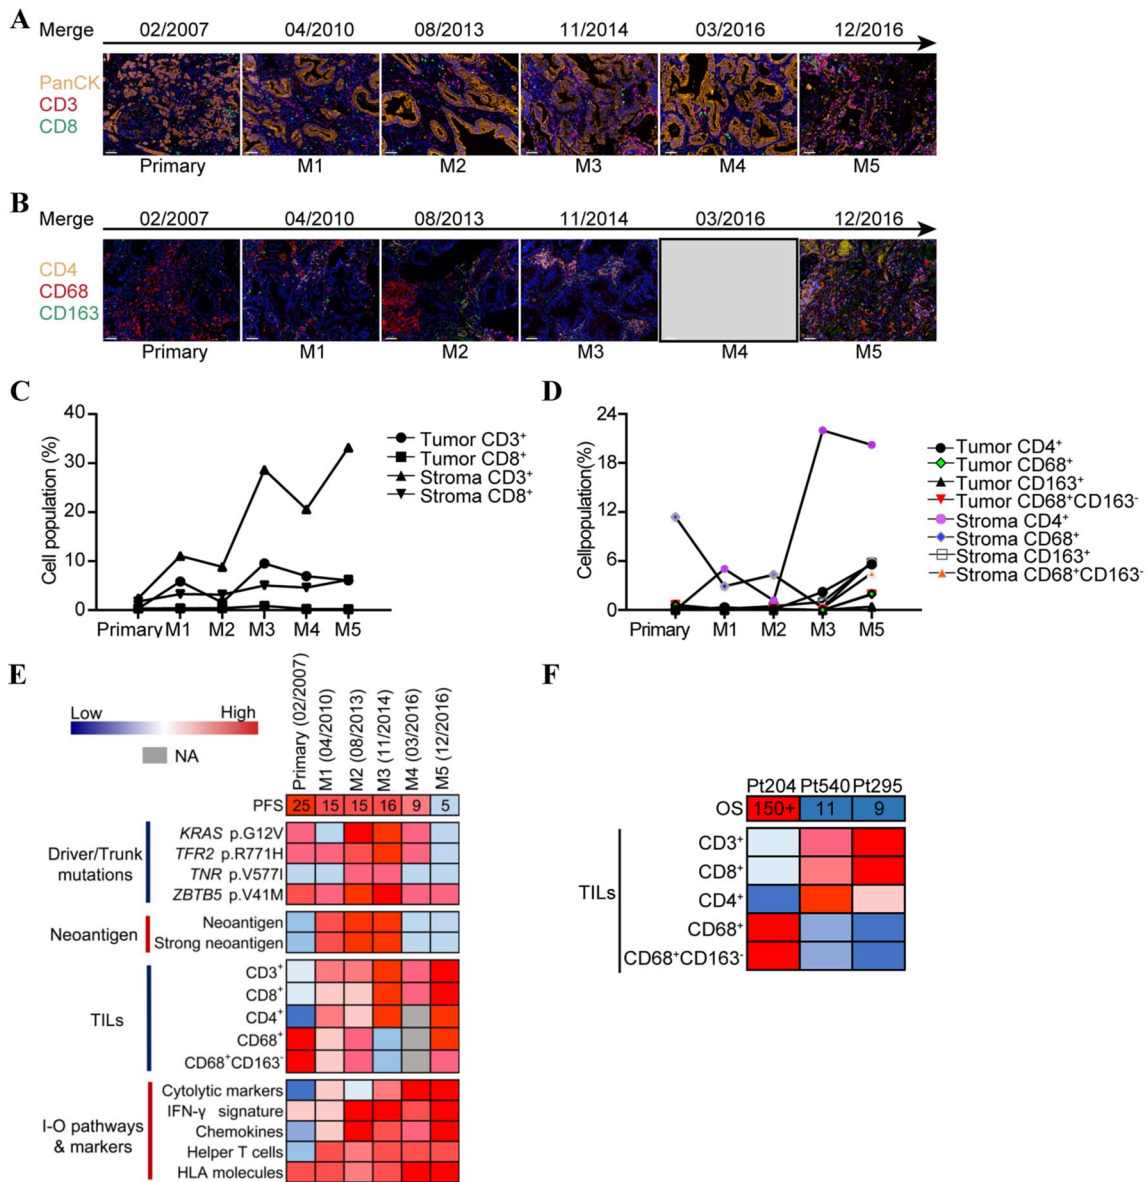 A
Merge 02/2007 04/2010 08/2013 11/2014 03/2016 12/2016
PanCK
CD3
CD8
Primary M1 M2 M3 M4 M5
B
Merge 02/2007 04/2010 08/2013 11/2014 03/2016 12/2016
CD4
CD68
CD163
Primary M1 M2 M3 M4 M5
C
Cell population (%)
40
30
20
10
0
Primary M1 M2 M3 M4 M5
Tumor CD3⁺
Tumor CD8⁺
Stroma CD3⁺
Stroma CD8⁺
D
Cellpopulation(%)
24
18
12
6
0
Primary M1 M2 M3 M5
Tumor CD4⁺
Tumor CD68⁺
Tumor CD163⁺
Tumor CD68⁺CD163⁻
Stroma CD4⁺
Stroma CD68⁺
Stroma CD163⁺
Stroma CD68⁺CD163⁻
E
Low High
NA
Primary (02/2007)
M1 (04/2010)
M2 (08/2013)
M3 (11/2014)
M4 (03/2016)
M5 (12/2016)
PFS 25 15 15 16 9 5
Driver/Trunk
mutations
KRAS p.G12V
TFR2 p.R771H
TNR p.V577I
ZBTB5 p.V41M
Neoantigen
Neoantigen
Strong neoantigen
TILs
CD3⁺
CD8⁺
CD4⁺
CD68⁺
CD68⁺CD163⁻
I-O pathways
& markers
Cytolytic markers
IFN-γ signature
Chemokines
Helper T cells
HLA molecules
F
Pt204 Pt540 Pt295
OS 150+ 11 9
TILs
CD3⁺
CD8⁺
CD4⁺
CD68⁺
CD68⁺CD163⁻